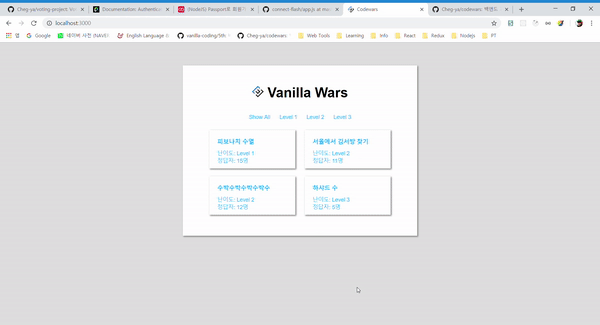 Cheg-ya/voting-project: vo
(Documentation: Authentica
(NodeJS) Passport로 회원가
connect-flash/app.js at mas
Codewars
Cheg-ya/codewars: 백앤드
localhost:3000
Google
네이버 사전 (NAVE
English Language
vanilla-coding/5th
Cheg-ya/codewars
Web Tools
Learning
Info
React
Redux
Nodejs
PT
Vanilla Wars
Show All Level 1 Level 2 Level 3
피보나치 수열
난이도: Level 1
정답자: 15명
서울에서 김서방 찾기
난이도: Level 2
정답자: 11명
수박수박수박수박수
난이도: Level 2
정답자: 12명
하샤드 수
난이도: Level 3
정답자: 5명